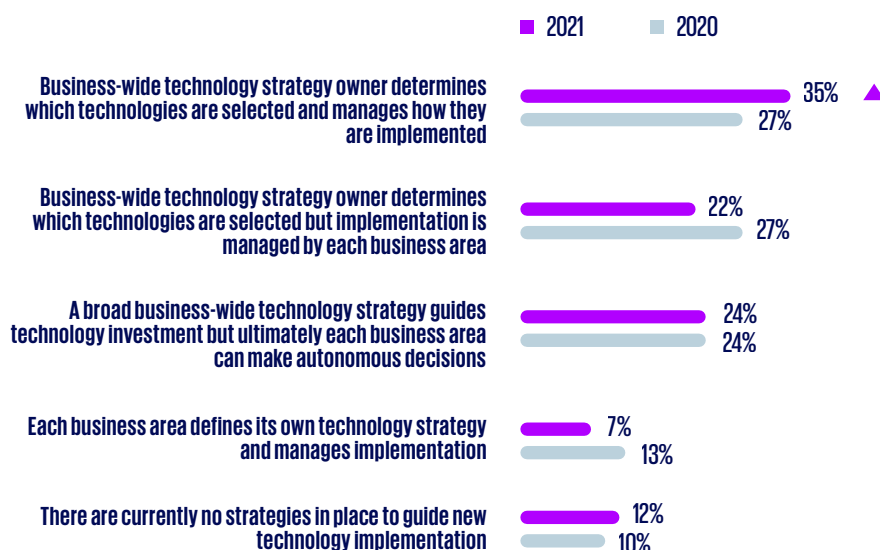 2021 2020
Business-wide technology strategy owner determines
which technologies are selected and manages how they
are implemented
35%
27%
Business-wide technology strategy owner determines
which technologies are selected but implementation is
managed by each business area
22%
27%
A broad business-wide technology strategy guides
technology investment but ultimately each business area
can make autonomous decisions
24%
24%
Each business area defines its own technology strategy
and manages implementation
7%
13%
There are currently no strategies in place to guide new
technology implementation
12%
10%